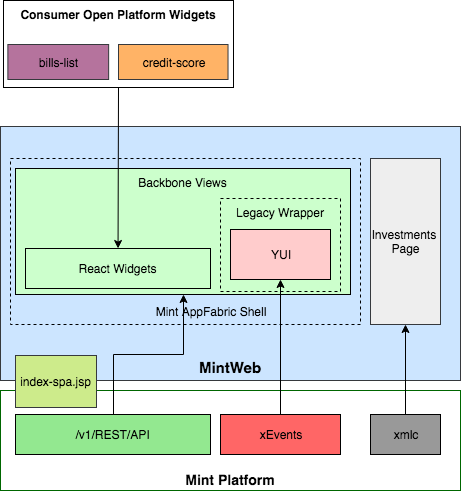 Consumer Open Platform Widgets
bills-list
credit-score
Backbone Views
Legacy Wrapper
YUI
React Widgets
Investments
Page
Mint AppFabric Shell
MintWeb
index-spa.jsp
/v1/REST/API
xEvents
xmlc
Mint Platform